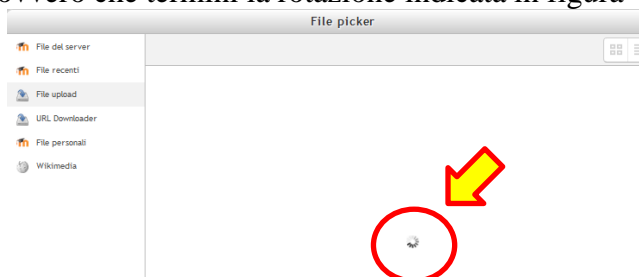 ovvero che termini la rotazione indicata in figura
File picker
File del server
File recenti
File upload
URL Downloader
File personali
Wikimedia